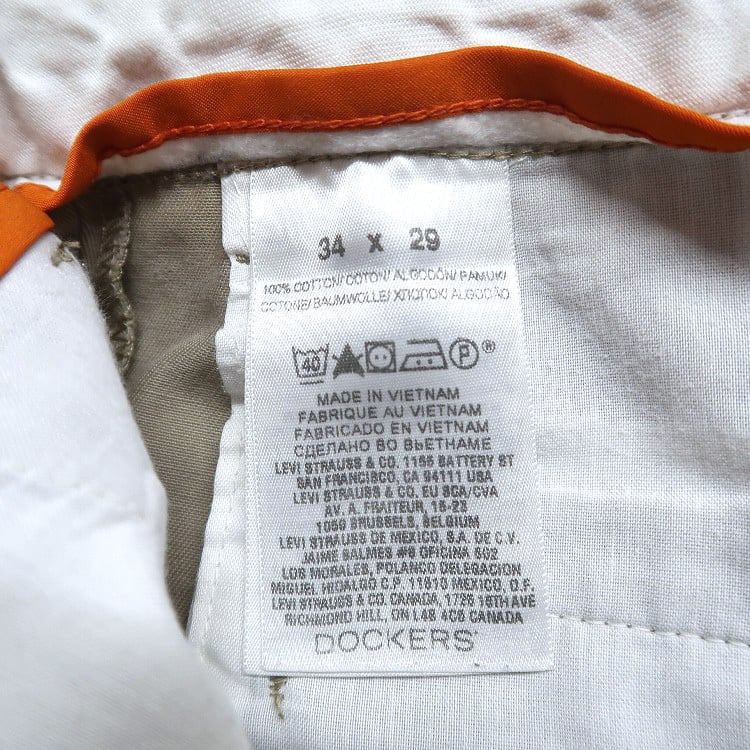 34 X 29
100% COTTON/ COTON/ ALGODÓN/ PAMUK/
COTONE/ BAUMWOLLE/ ХЛОПОК/ ALGODÃO
40 P ®
MADE IN VIETNAM
FABRIQUE AU VIETNAM
FABRICADO EN VIETNAM
СДЕЛАНО ВО ВЬЕТНАМЕ
LEVI STRAUSS & CO. 1155 BATTERY ST
SAN FRANCISCO, CA 94111 USA
LEVI STRAUSS & CO. EU SCA/CVA
AV. A. FRAITEUR, 15-23
1050 BRUSSELS, BELGIUM
LEVI STRAUSS DE MEXICO, S.A. DE C.V.
JAIME BALMES #8 OFICINA 502
LOS MORALES, POLANCO DELEGACION
MIGUEL HIDALGO C.P. 11510 MEXICO, D.F.
LEVI STRAUSS & CO. CANADA, 1725 16TH AVE
RICHMOND HILL, ON L4B 4C6 CANADA
DOCKERS®